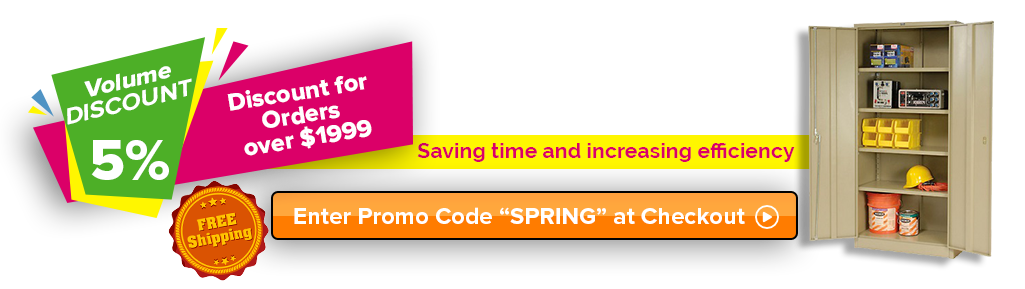 Volume
DISCOUNT
5%
Discount for
Orders
over $1999
Saving time and increasing efficiency
FREE
Shipping
Enter Promo Code “SPRING” at Checkout